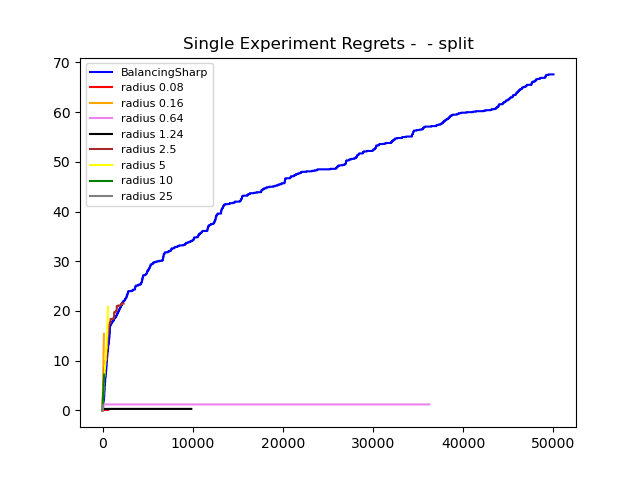 Single Experiment Regrets -  - split
70
60
50
40
30
20
10
0
BalancingSharp
radius 0.08
radius 0.16
radius 0.64
radius 1.24
radius 2.5
radius 5
radius 10
radius 25
0 10000 20000 30000 40000 50000